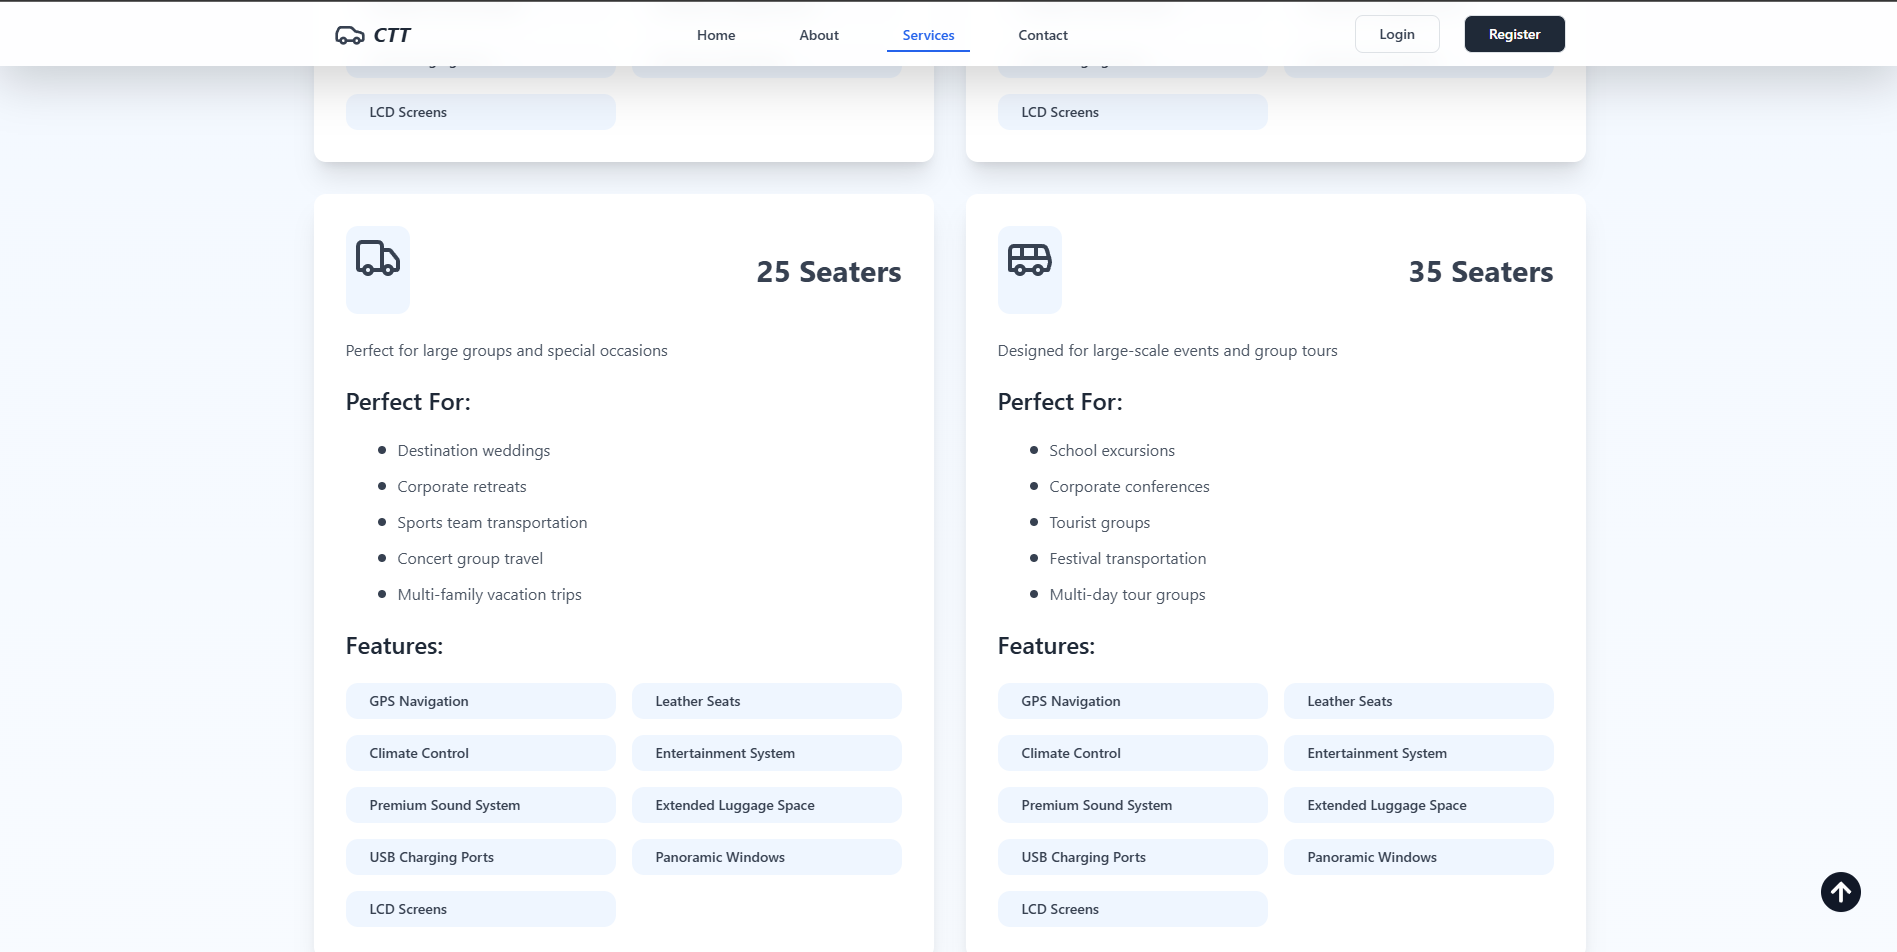 CTT
Home
About
Services
Contact
Login
Register
LCD Screens
LCD Screens
25 Seaters
Perfect for large groups and special occasions
Perfect For:
Destination weddings
Corporate retreats
Sports team transportation
Concert group travel
Multi-family vacation trips
Features:
GPS Navigation
Leather Seats
Climate Control
Entertainment System
Premium Sound System
Extended Luggage Space
USB Charging Ports
Panoramic Windows
LCD Screens
35 Seaters
Designed for large-scale events and group tours
Perfect For:
School excursions
Corporate conferences
Tourist groups
Festival transportation
Multi-day tour groups
Features:
GPS Navigation
Leather Seats
Climate Control
Entertainment System
Premium Sound System
Extended Luggage Space
USB Charging Ports
Panoramic Windows
LCD Screens